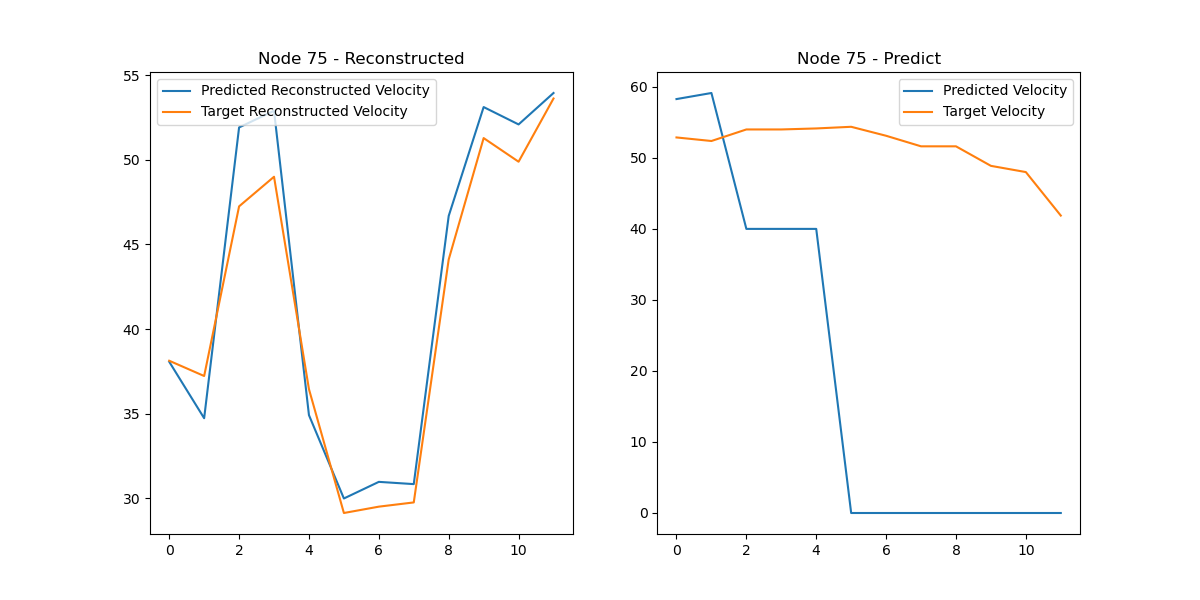 Node 75 - Reconstructed
Predicted Reconstructed Velocity
Target Reconstructed Velocity
55
50
45
40
35
30
0 2 4 6 8 10
Node 75 - Predict
Predicted Velocity
Target Velocity
60
50
40
30
20
10
0
0 2 4 6 8 10